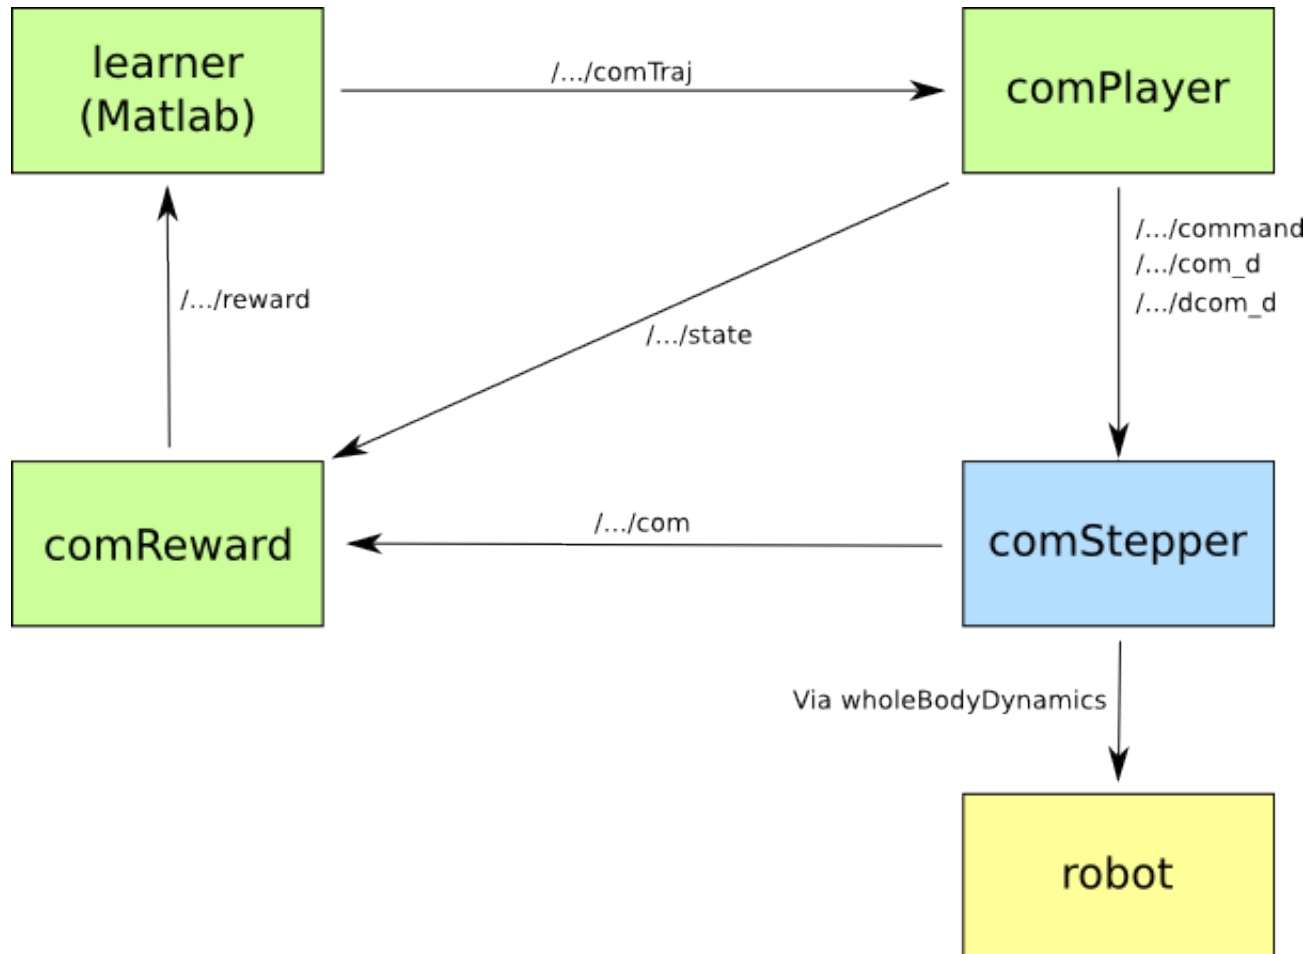 learner
(Matlab)
/.../comTraj
comPlayer
/.../command
/.../com_d
/.../dcom_d
/.../reward
/.../state
comReward
/.../com
comStepper
Via wholeBodyDynamics
robot